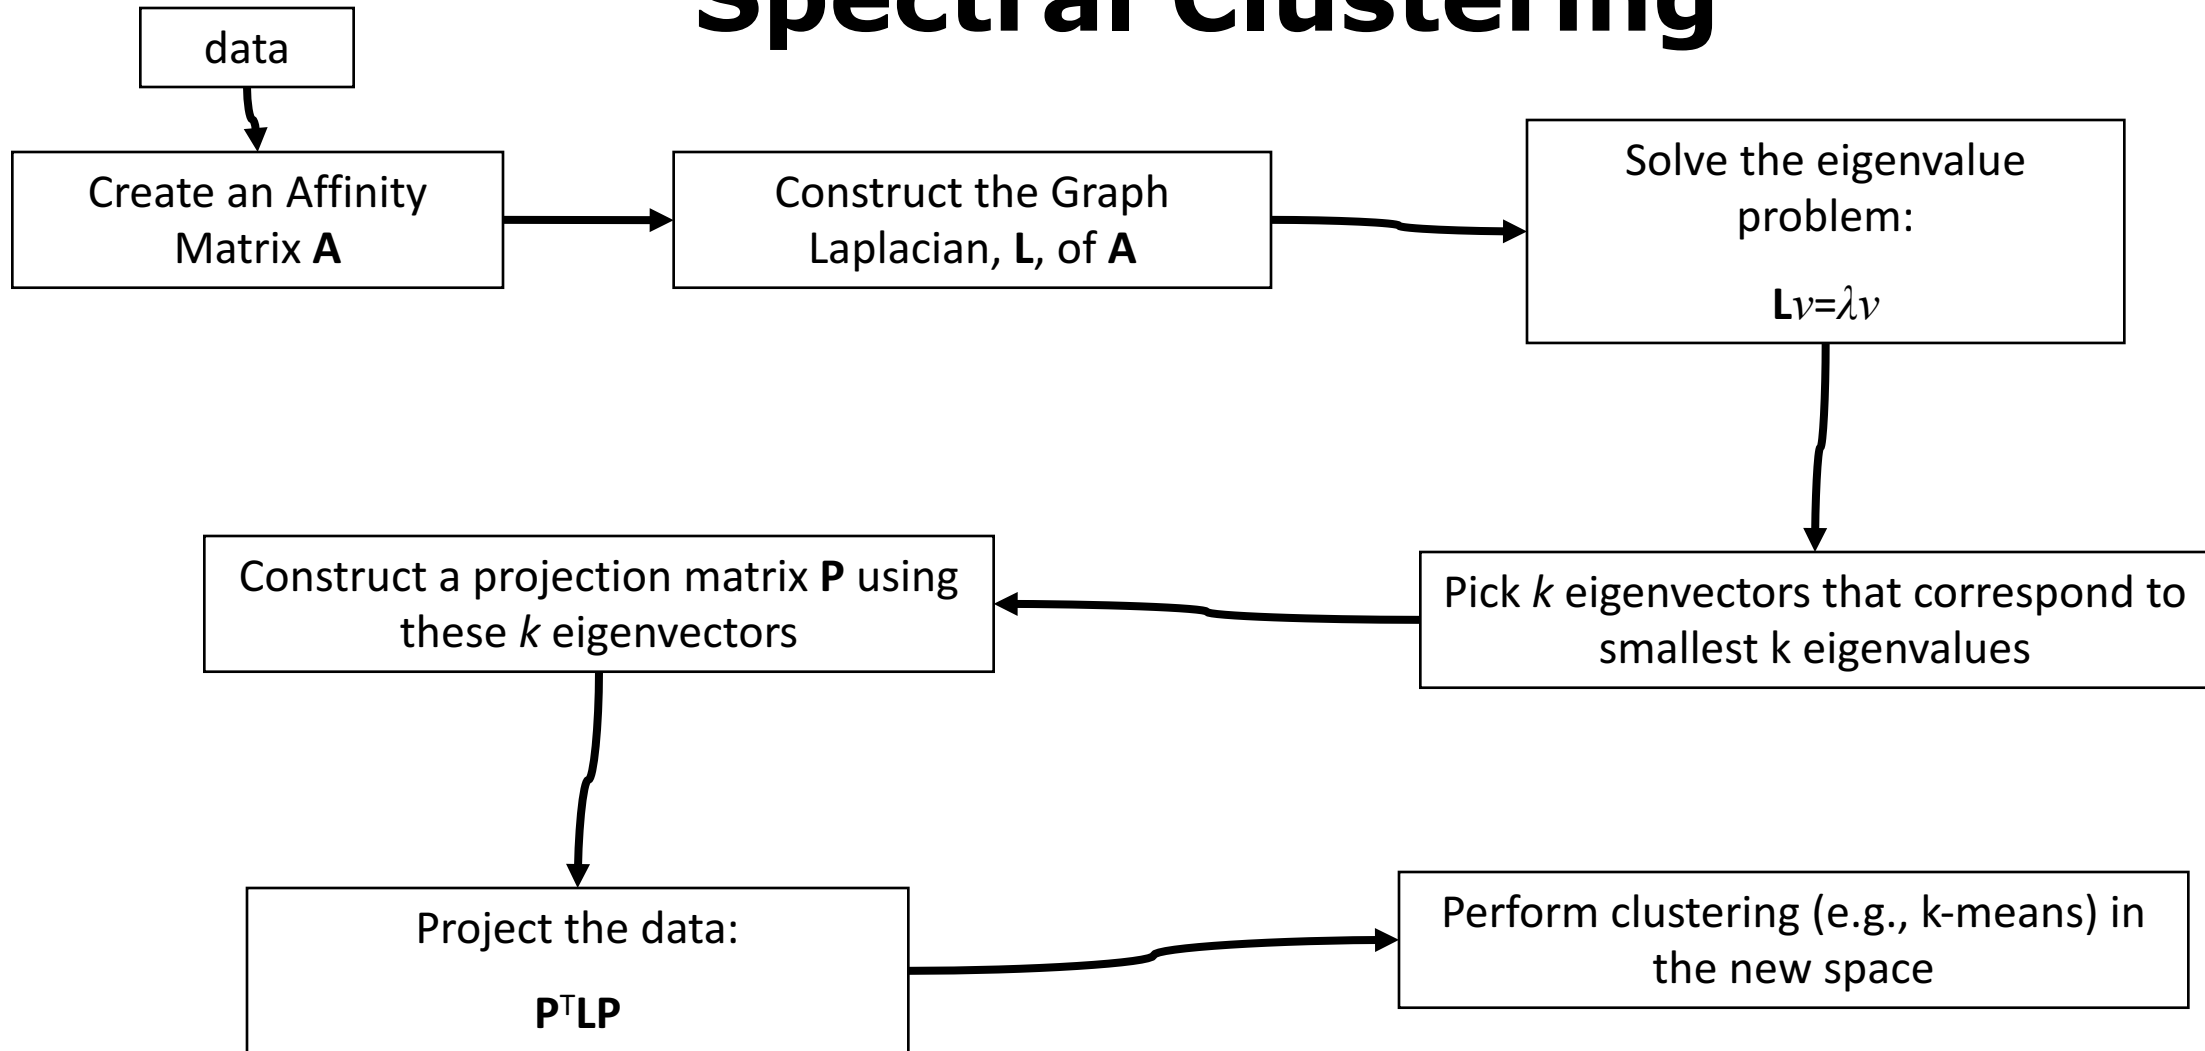 Spectral Clustering
data
Create an Affinity
Matrix A
Construct the Graph
Laplacian, L, of A
Solve the eigenvalue
problem:
Lv=λv
Pick k eigenvectors that correspond to
smallest k eigenvalues
Construct a projection matrix P using
these k eigenvectors
Project the data:
PᵀLP
Perform clustering (e.g., k-means) in
the new space